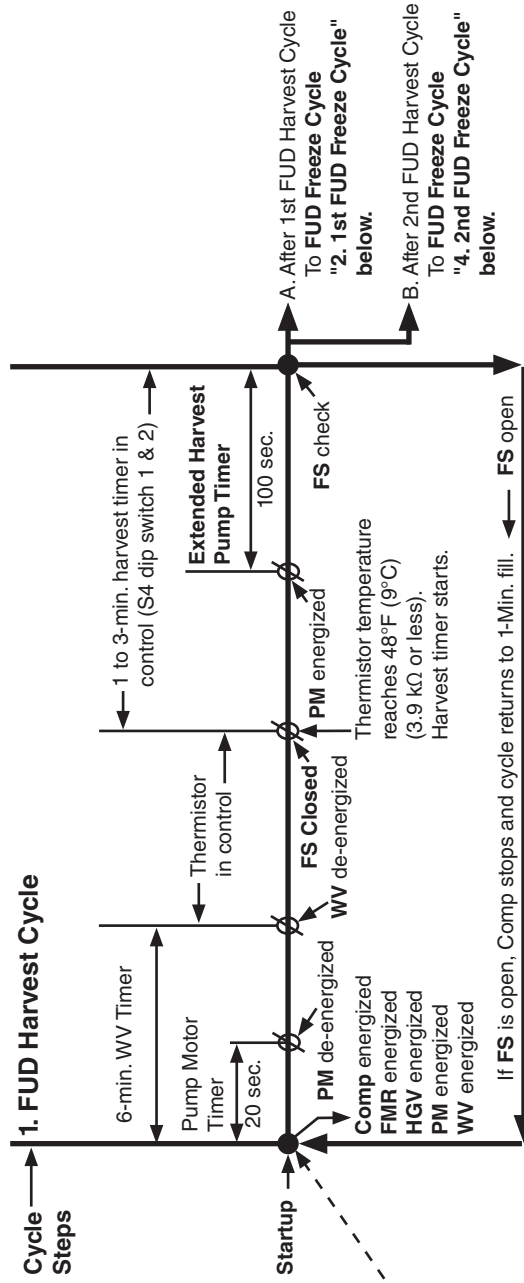 Cycle
Steps
1. FUD Harvest Cycle
6-min. WV Timer
Pump Motor
Timer
20 sec.
Thermistor
in control
1 to 3-min. harvest timer in
control (S4 dip switch 1 & 2)
Extended Harvest
Pump Timer
100 sec.
Startup
PM de-energized
Comp energized
FMR energized
HGV energized
PM energized
WV energized
WV de-energized
FS Closed
PM energized
Thermistor temperature
reaches 48°F (9°C)
(3.9 kΩ or less).
Harvest timer starts.
FS check
A. After 1st FUD Harvest Cycle
To FUD Freeze Cycle
"2. 1st FUD Freeze Cycle"
below.
B. After 2nd FUD Harvest Cycle
To FUD Freeze Cycle
"4. 2nd FUD Freeze Cycle"
below.
If FS is open, Comp stops and cycle returns to 1-Min. fill.
FS open